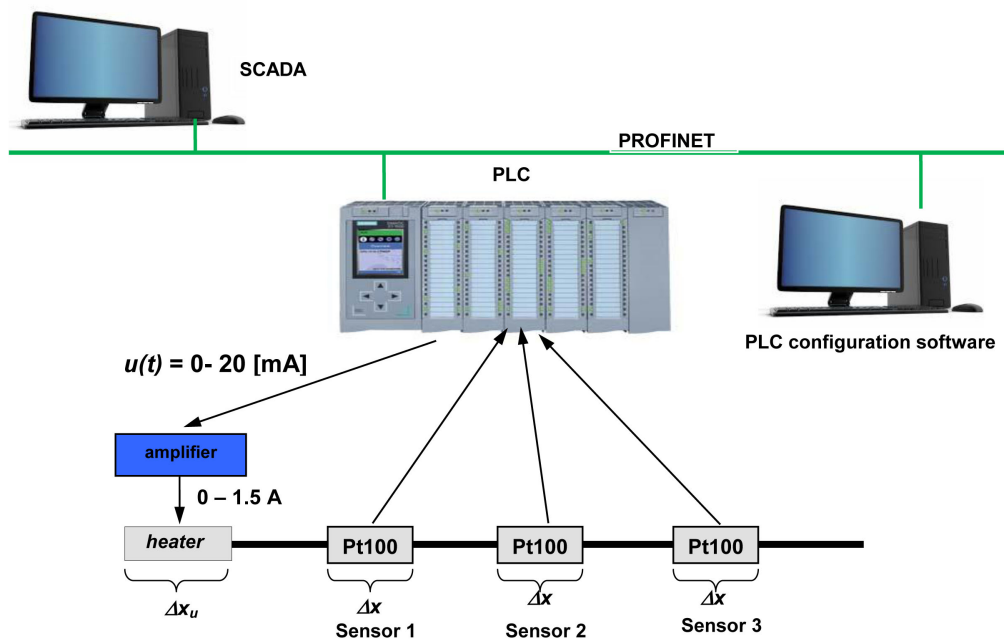 SCADA
PROFINET
PLC
PLC configuration software
u(t) = 0- 20 [mA]
amplifier
0 – 1.5 A
heater
Pt100
Pt100
Pt100
Δxu
Δx
Δx
Δx
Sensor 1
Sensor 2
Sensor 3